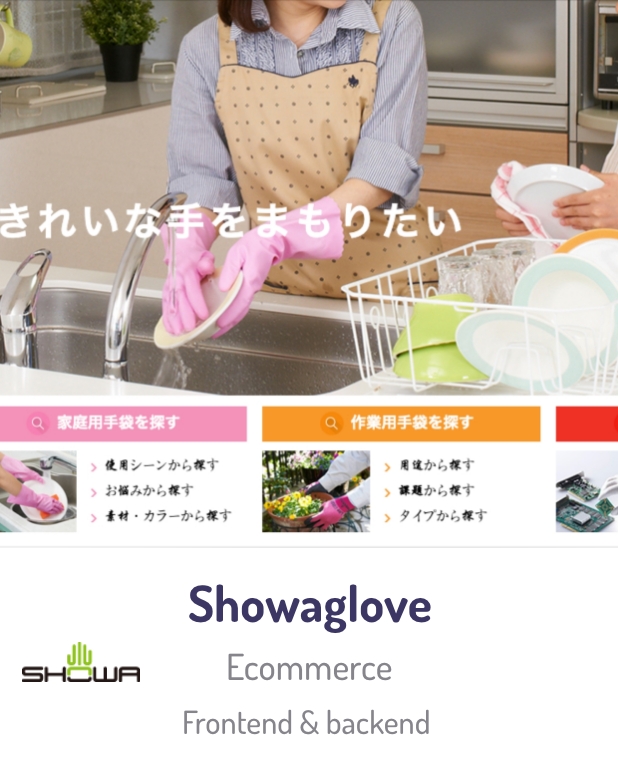 きれいな手をまもりたい
家庭用手袋を探す
作業用手袋を探す
使用シーンから探す
お悩みから探す
素材・カラーから探す
用途から探す
課題から探す
タイプから探す
Showaglove
SHOWA
Ecommerce
Frontend & backend